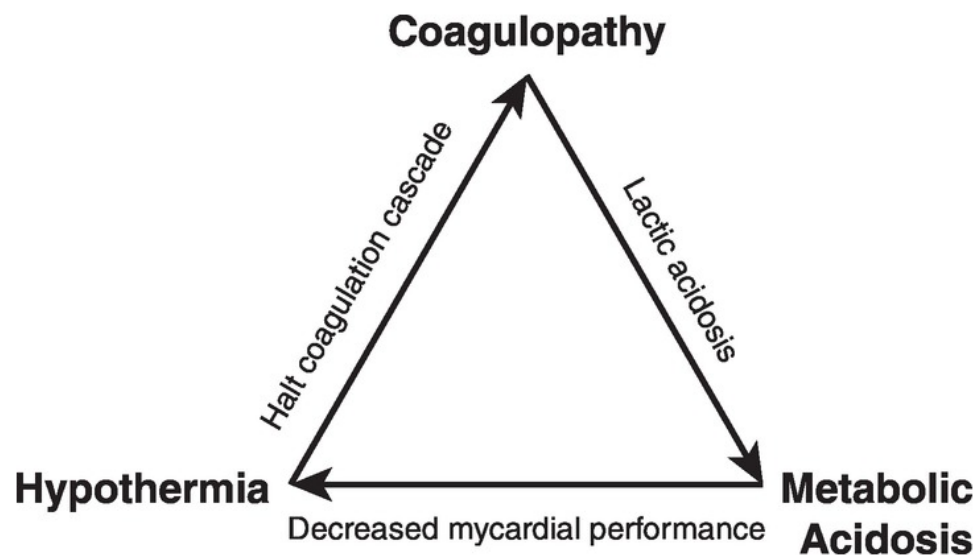 Coagulopathy
Halt coagulation cascade
Lactic acidosis
Hypothermia
Metabolic
Acidosis
Decreased mycardial performance